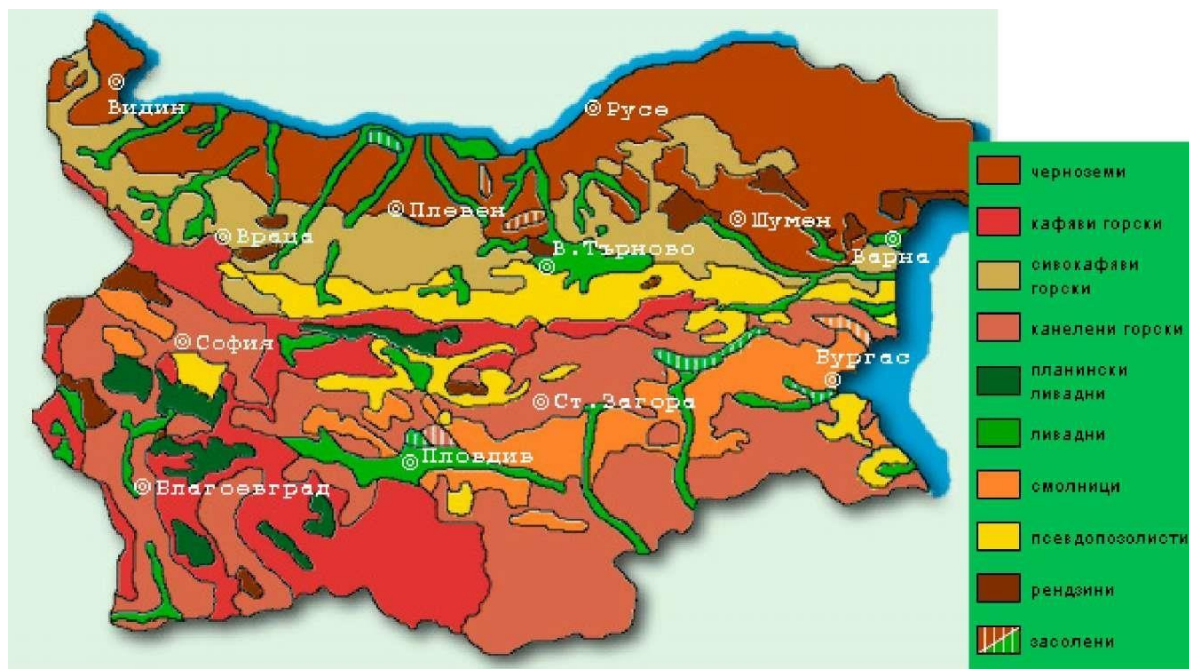 Видин
Русе
Плевен
Шумен
Враца
В.Търново
Варна
София
Бургас
Ст.Загора
Пловдив
Благоевград
черноземи
кафяви горски
сивокафяви
горски
канелени горски
планински
ливадни
ливадни
смолници
псевдопозолисти
рендзини
засолени